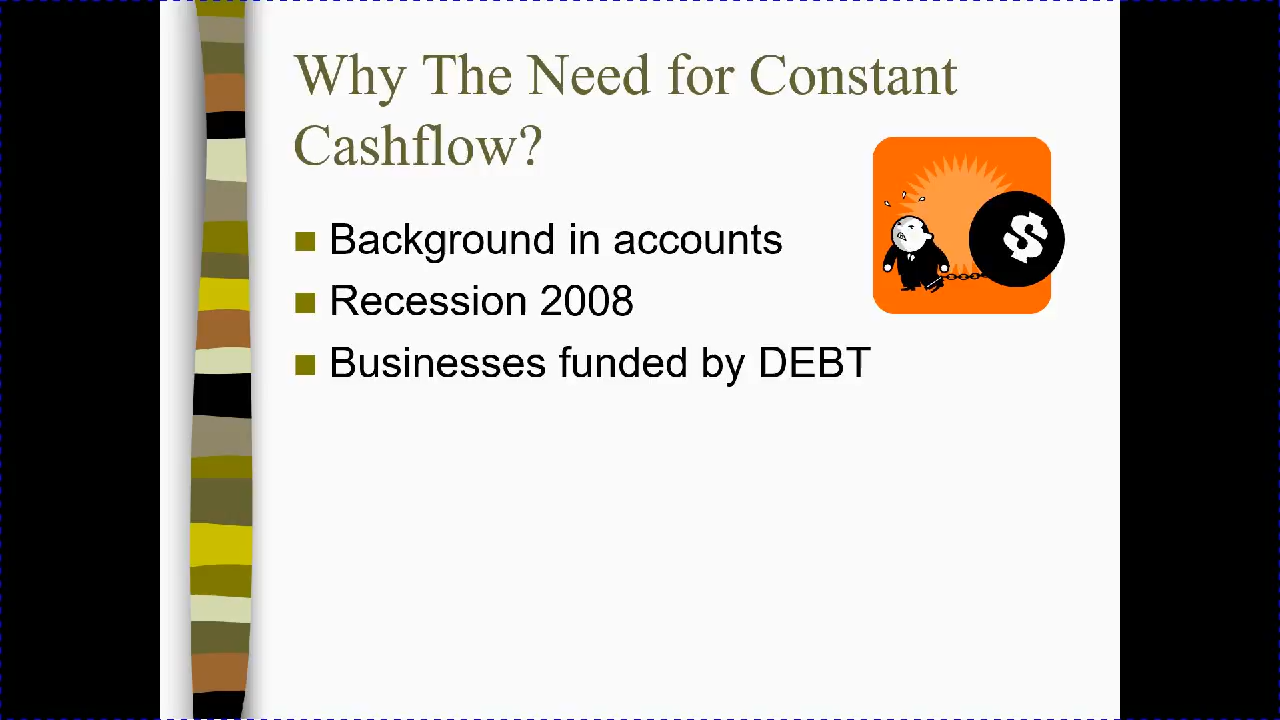 Why The Need for Constant
Cashflow?
Background in accounts
Recession 2008
Businesses funded by DEBT
$